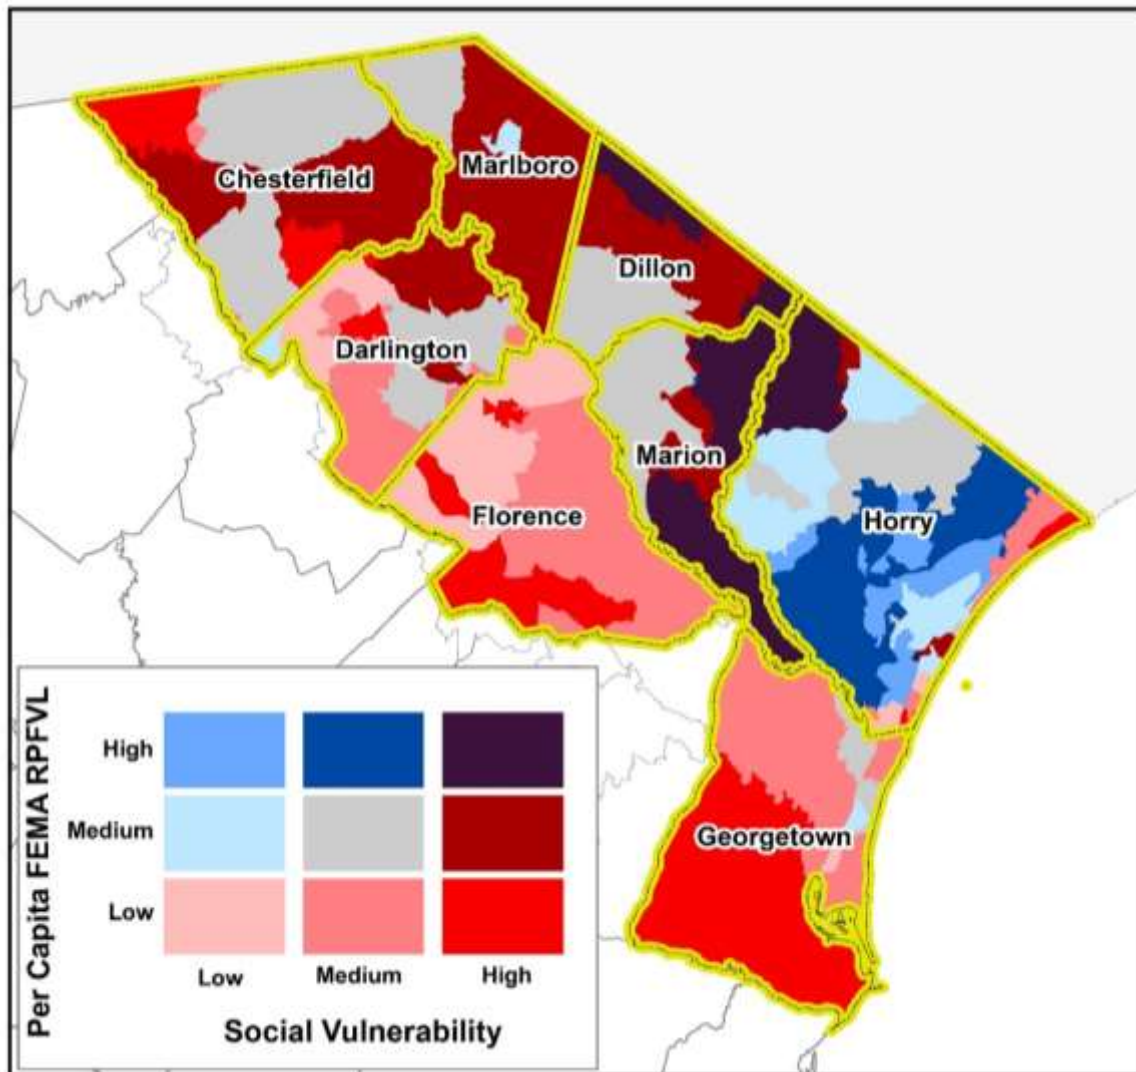 Chesterfield
Marlboro
Dillon
Darlington
Marion
Florence
Horry
Georgetown
Per Capita FEMA RPFVL
High
Medium
Low
Low Medium High
Social Vulnerability